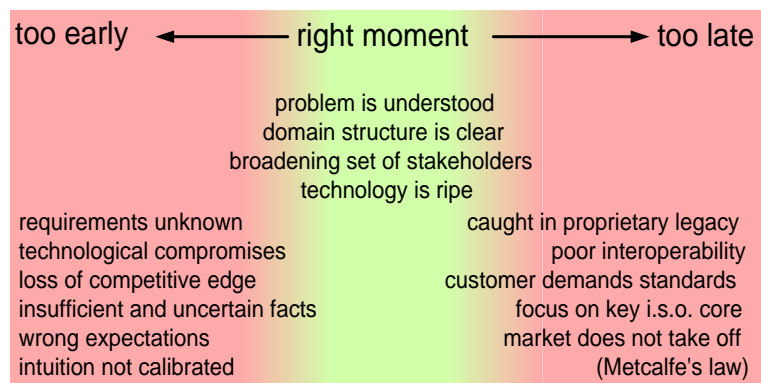 too early right moment too late
problem is understood
domain structure is clear
broadening set of stakeholders
technology is ripe
requirements unknown
technological compromises
loss of competitive edge
insufficient and uncertain facts
wrong expectations
intuition not calibrated
caught in proprietary legacy
poor interoperability
customer demands standards
focus on key i.s.o. core
market does not take off
(Metcalfe's law)